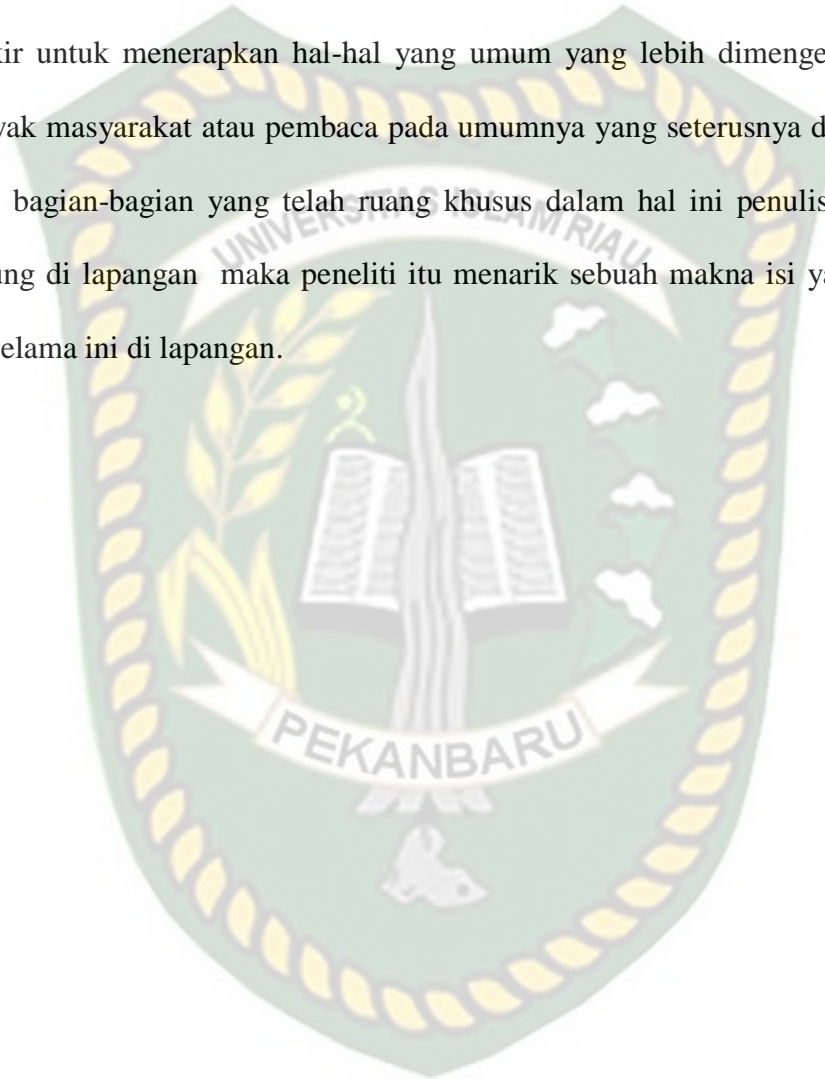 kir untuk menerapkan hal-hal yang umum yang lebih dimenge
yak masyarakat atau pembaca pada umumnya yang seterusnya d
bagian-bagian yang telah ruang khusus dalam hal ini penulis
ung di lapangan maka peneliti itu menarik sebuah makna isi ya
elama ini di lapangan.
UNIVERSITAS ISLAM RIAU
PEKANBARU